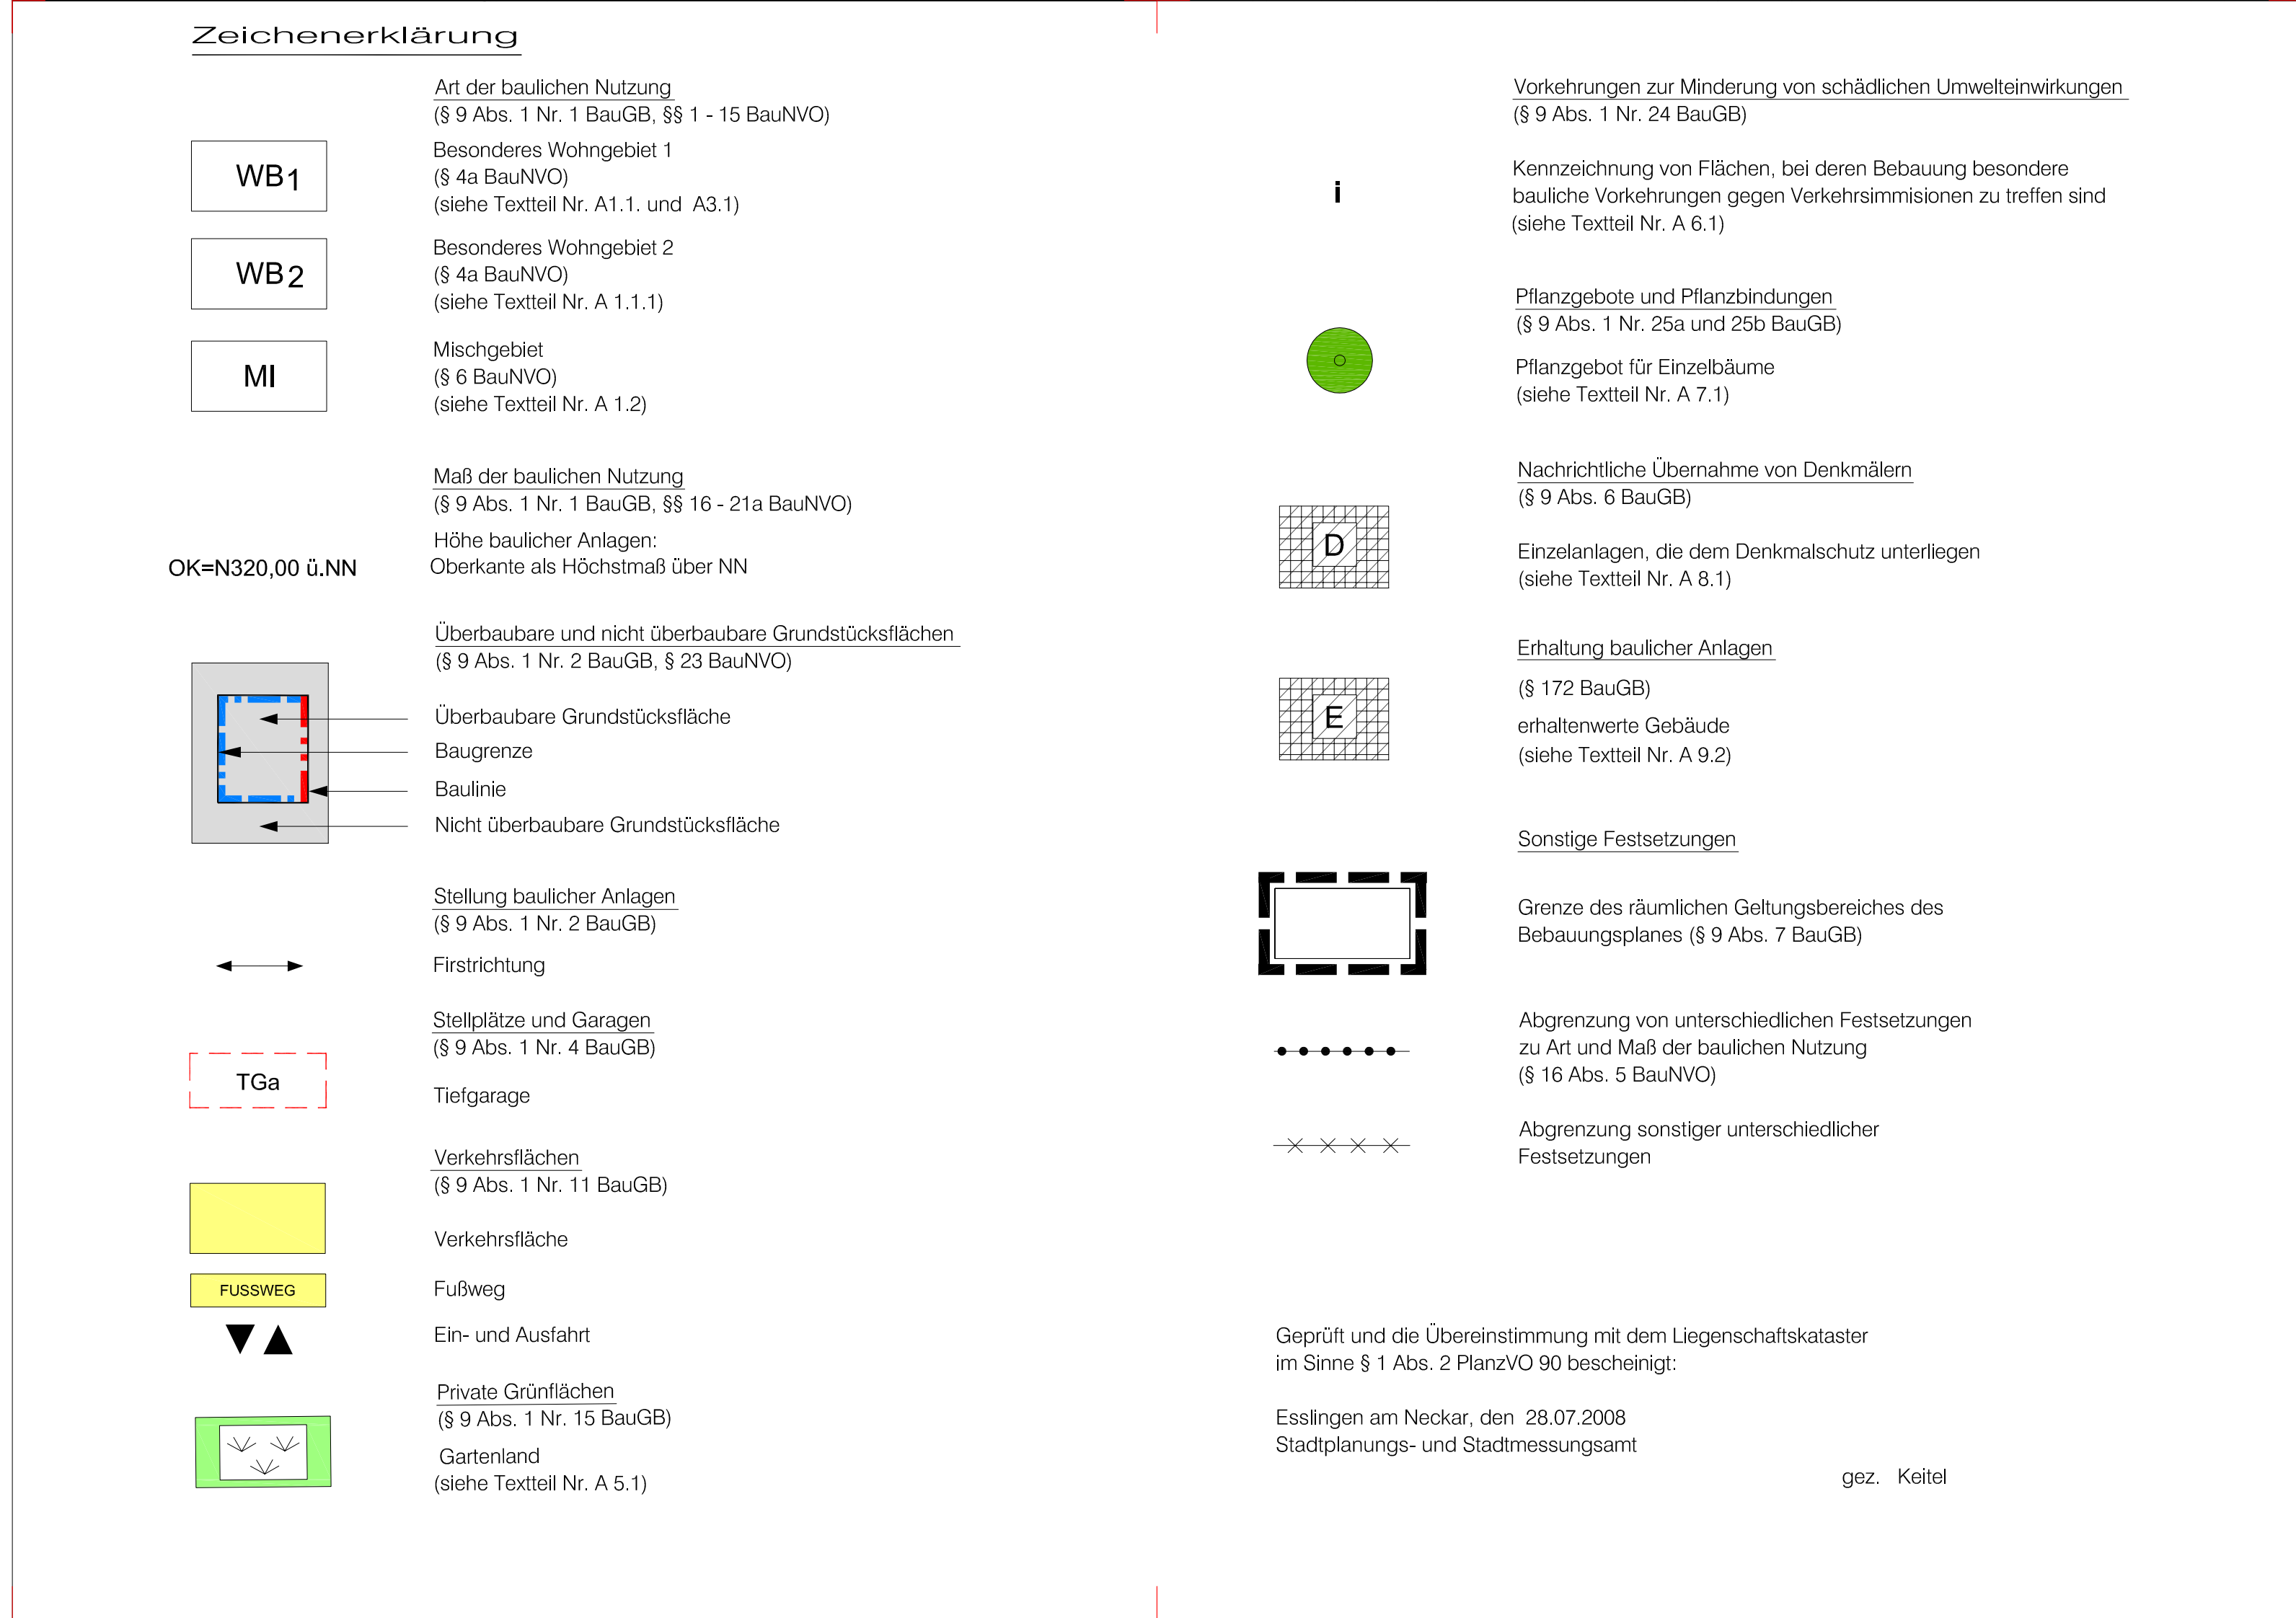 Zeichenerklärung
Art der baulichen Nutzung
(§ 9 Abs. 1 Nr. 1 BauGB, §§ 1 - 15 BauNVO)
WB1
Besonderes Wohngebiet 1
(§ 4a BauNVO)
(siehe Textteil Nr. A1.1. und A3.1)
WB2
Besonderes Wohngebiet 2
(§ 4a BauNVO)
(siehe Textteil Nr. A 1.1.1)
MI
Mischgebiet
(§ 6 BauNVO)
(siehe Textteil Nr. A 1.2)
Maß der baulichen Nutzung
(§ 9 Abs. 1 Nr. 1 BauGB, §§ 16 - 21a BauNVO)
Höhe baulicher Anlagen:
OK=N320,00 ü.NN
Oberkante als Höchstmaß über NN
Überbaubare und nicht überbaubare Grundstücksflächen
(§ 9 Abs. 1 Nr. 2 BauGB, § 23 BauNVO)
Überbaubare Grundstücksfläche
Baugrenze
Baulinie
Nicht überbaubare Grundstücksfläche
Stellung baulicher Anlagen
(§ 9 Abs. 1 Nr. 2 BauGB)
Firstrichtung
Stellplätze und Garagen
(§ 9 Abs. 1 Nr. 4 BauGB)
TGa
Tiefgarage
Verkehrsflächen
(§ 9 Abs. 1 Nr. 11 BauGB)
Verkehrsfläche
FUSSWEG
Fußweg
Ein- und Ausfahrt
Private Grünflächen
(§ 9 Abs. 1 Nr. 15 BauGB)
Gartenland
(siehe Textteil Nr. A 5.1)
Vorkehrungen zur Minderung von schädlichen Umwelteinwirkungen
(§ 9 Abs. 1 Nr. 24 BauGB)
i
Kennzeichnung von Flächen, bei deren Bebauung besondere
bauliche Vorkehrungen gegen Verkehrsimmisionen zu treffen sind
(siehe Textteil Nr. A 6.1)
Pflanzgebote und Pflanzbindungen
(§ 9 Abs. 1 Nr. 25a und 25b BauGB)
Pflanzgebot für Einzelbäume
(siehe Textteil Nr. A 7.1)
Nachrichtliche Übernahme von Denkmälern
(§ 9 Abs. 6 BauGB)
D
Einzelanlagen, die dem Denkmalschutz unterliegen
(siehe Textteil Nr. A 8.1)
Erhaltung baulicher Anlagen
(§ 172 BauGB)
E
erhaltenwerte Gebäude
(siehe Textteil Nr. A 9.2)
Sonstige Festsetzungen
Grenze des räumlichen Geltungsbereiches des
Bebauungsplanes (§ 9 Abs. 7 BauGB)
Abgrenzung von unterschiedlichen Festsetzungen
zu Art und Maß der baulichen Nutzung
(§ 16 Abs. 5 BauNVO)
Abgrenzung sonstiger unterschiedlicher
Festsetzungen
Geprüft und die Übereinstimmung mit dem Liegenschaftskataster
im Sinne § 1 Abs. 2 PlanzVO 90 bescheinigt:
Esslingen am Neckar, den 28.07.2008
Stadtplanungs- und Stadtmessungsamt
gez. Keitel